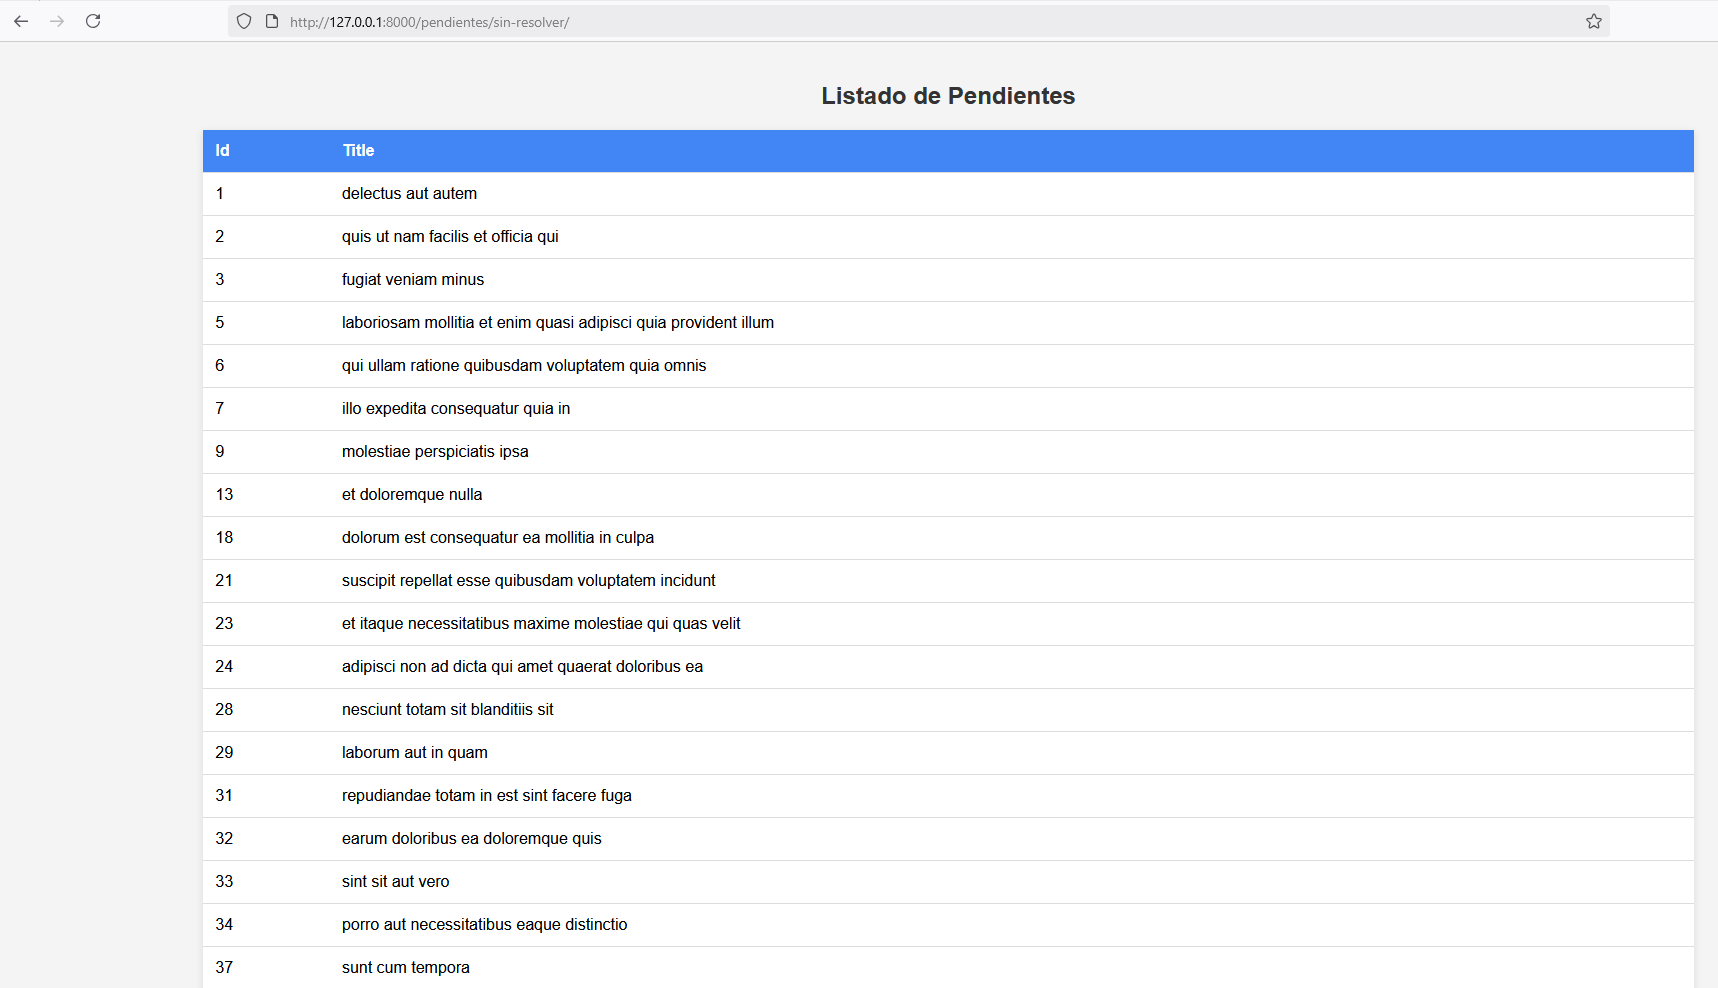 http://127.0.0.1:8000/pendientes/sin-resolver/
Listado de Pendientes
Id Title
1 delectus aut autem
2 quis ut nam facilis et officia qui
3 fugiat veniam minus
5 laboriosam mollitia et enim quasi adipisci quia provident illum
6 qui ullam ratione quibusdam voluptatem quia omnis
7 illo expedita consequatur quia in
9 molestiae perspiciatis ipsa
13 et doloremque nulla
18 dolorum est consequatur ea mollitia in culpa
21 suscipit repellat esse quibusdam voluptatem incidunt
23 et itaque necessitatibus maxime molestiae qui quas velit
24 adipisci non ad dicta qui amet quaerat doloribus ea
28 nesciunt totam sit blanditiis sit
29 laborum aut in quam
31 repudiandae totam in est sint facere fuga
32 earum doloribus ea doloremque quis
33 sint sit aut vero
34 porro aut necessitatibus eaque distinctio
37 sunt cum tempora